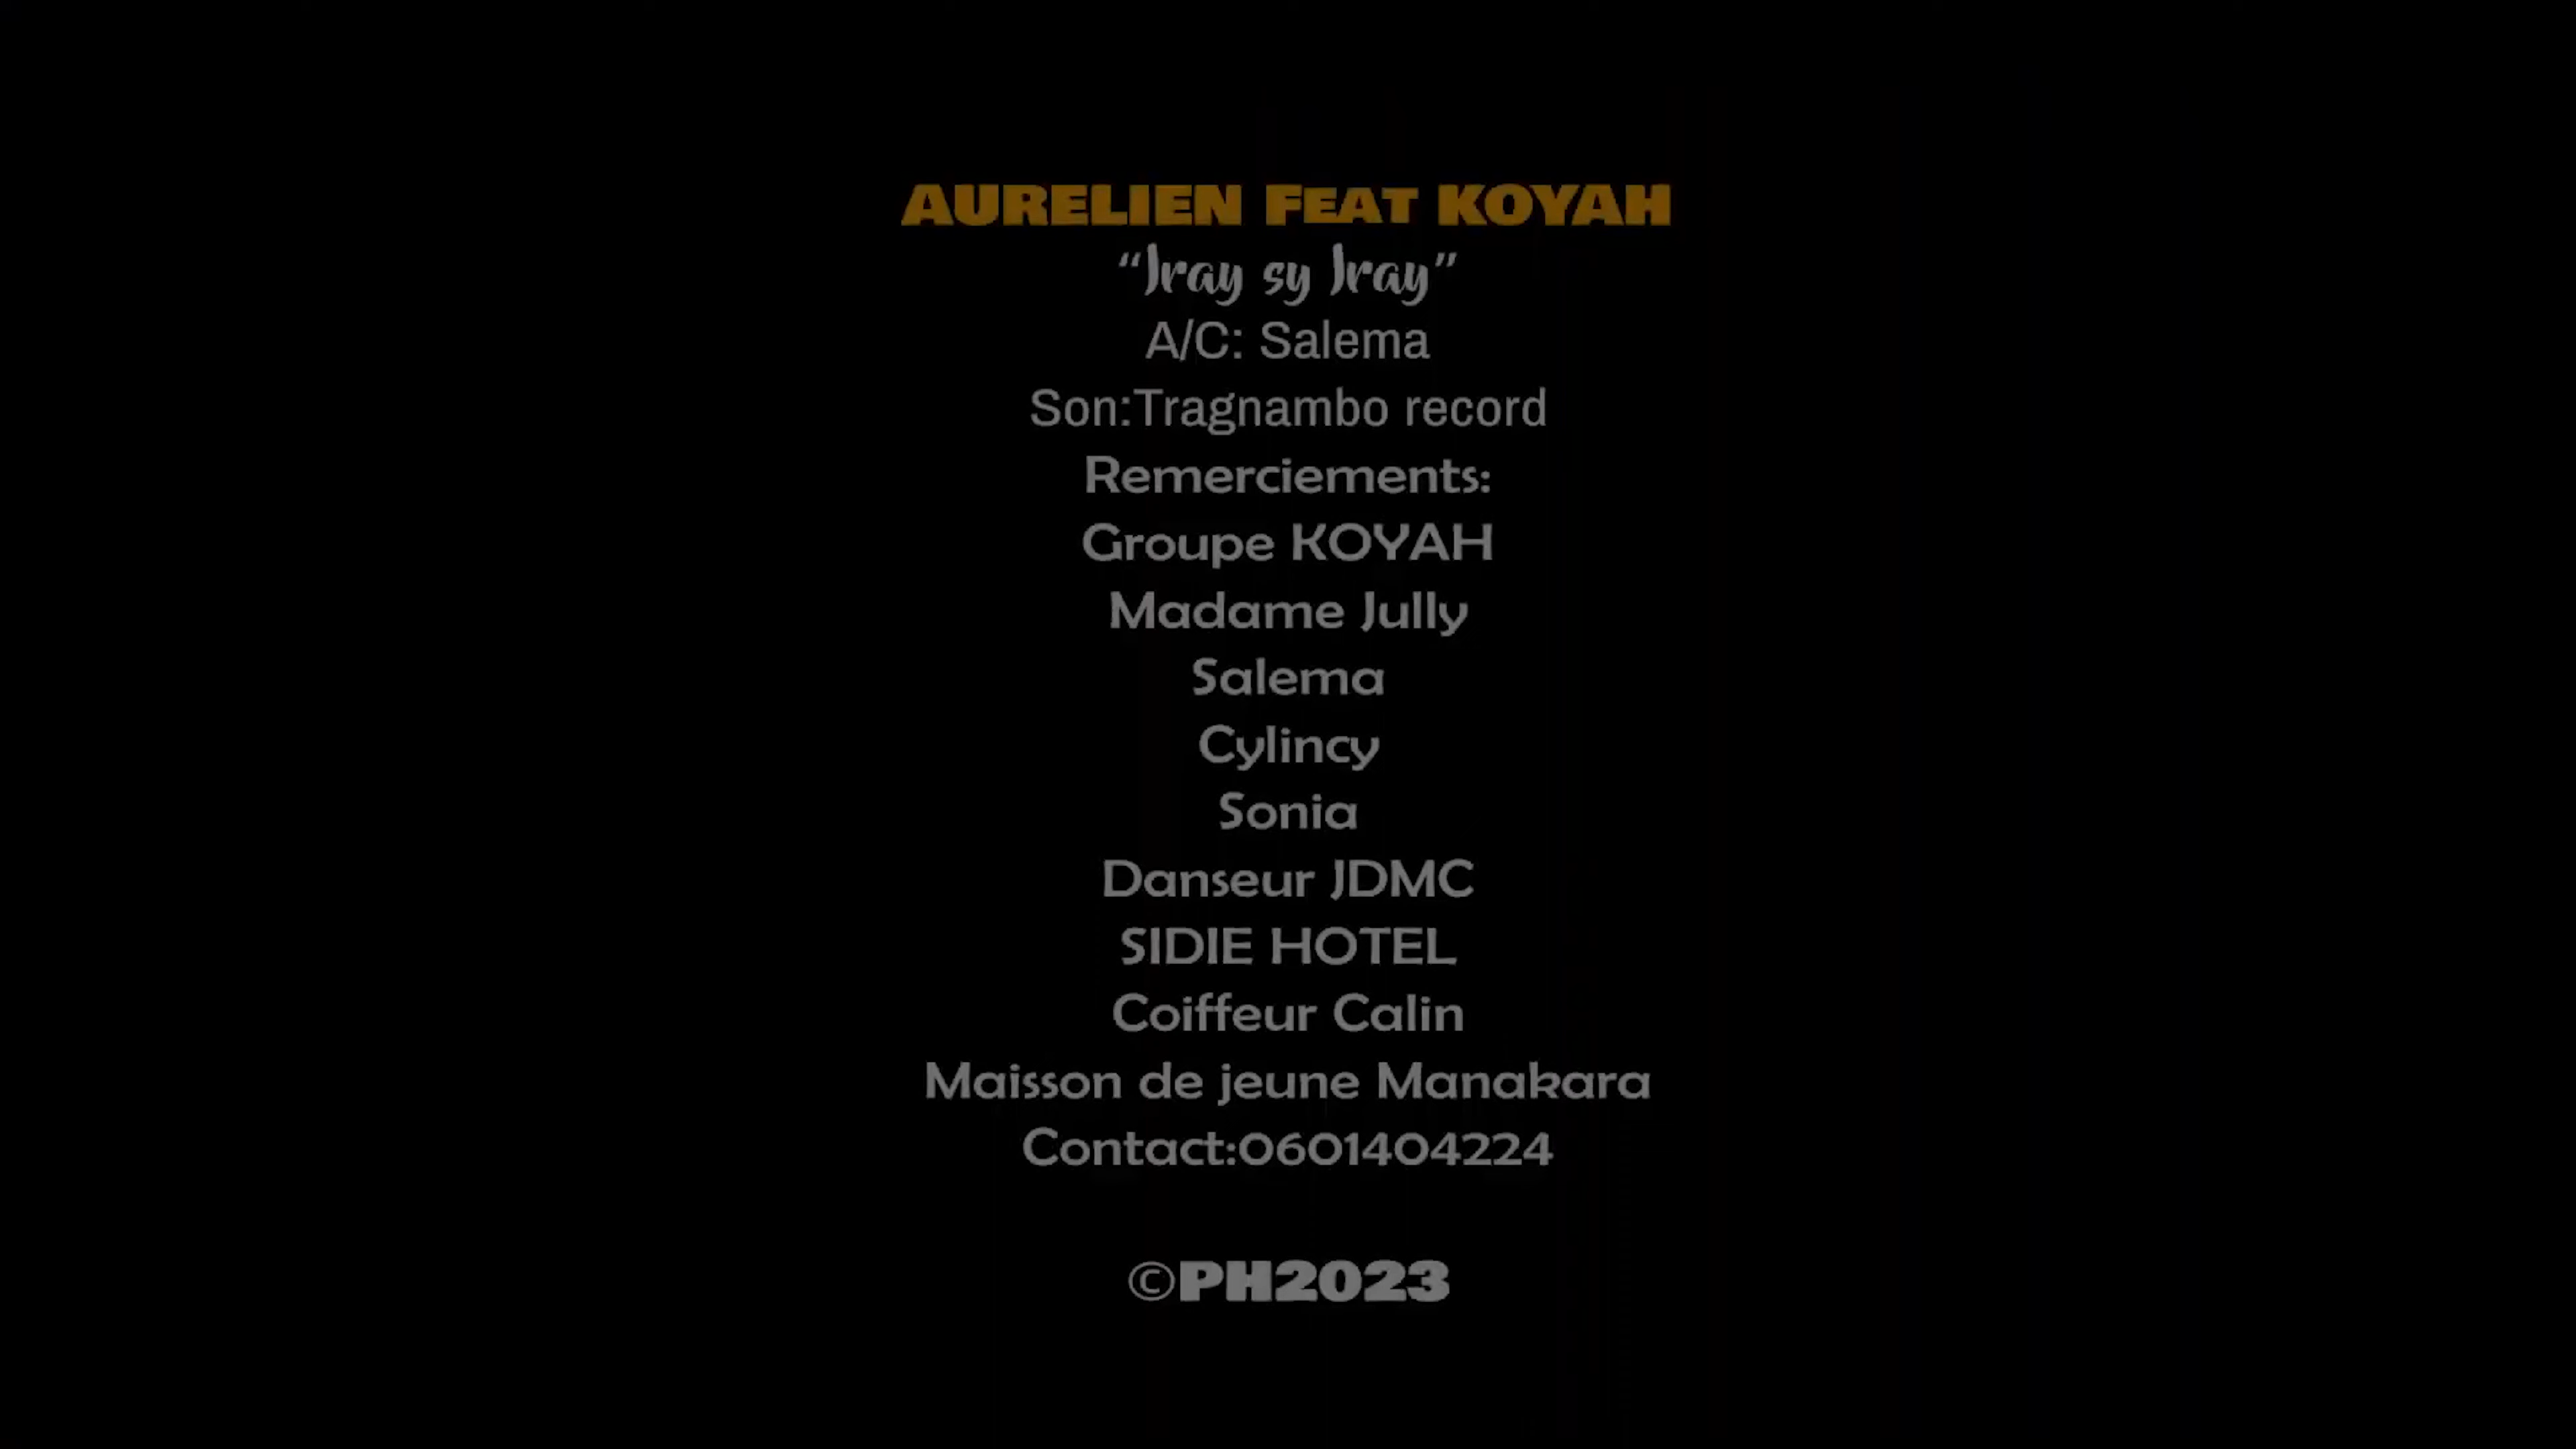 AURELIEN FEAT KOYAH
“Iray sy Iray”
A/C: Salema
Son:Tragnambo record
Remerciements:
Groupe KOYAH
Madame Jully
Salema
Cylincy
Sonia
Danseur JDMC
SIDIE HOTEL
Coiffeur Calin
Maisson de jeune Manakara
Contact:0601404224
©PH2023